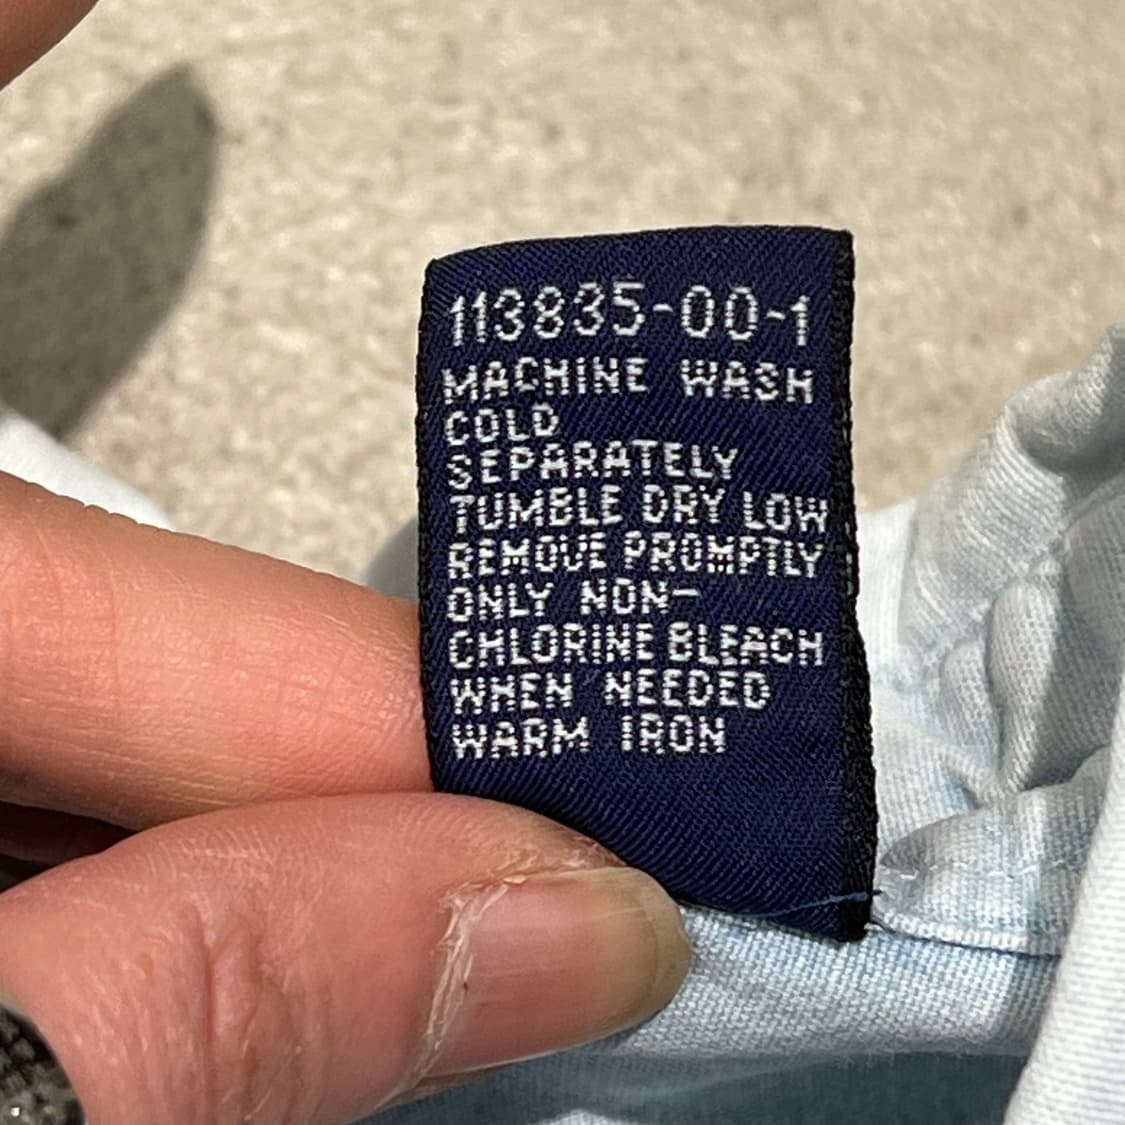 113835-00-1
MACHINE WASH
COLD
SEPARATELY
TUMBLE DRY LOW
REMOVE PROMPTLY
ONLY NON-
CHLORINE BLEACH
WHEN NEEDED
WARM IRON